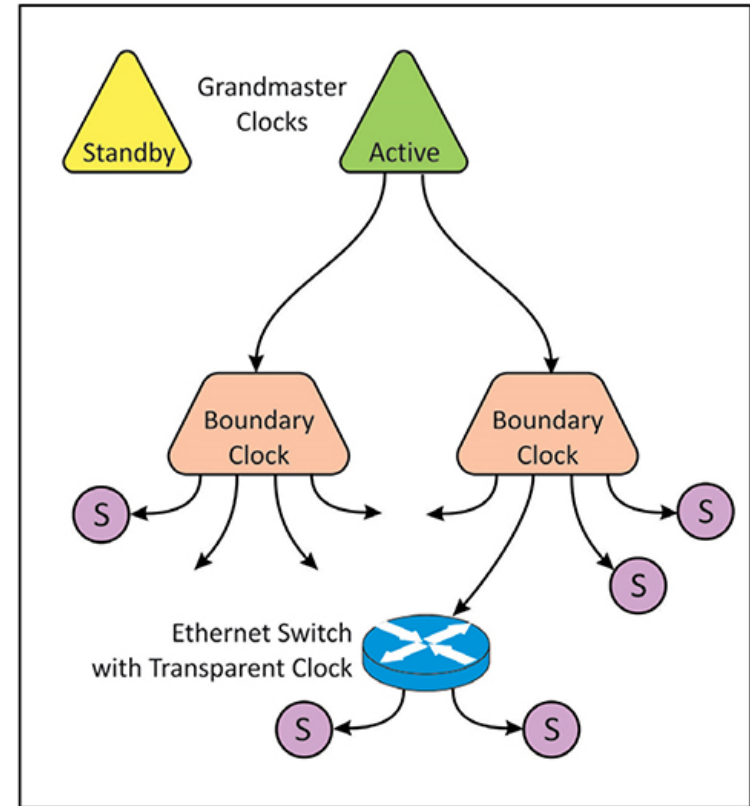 Grandmaster
Clocks
Standby
Active
Boundary
Clock
Boundary
Clock
S
S
S
Ethernet Switch
with Transparent Clock
S
S